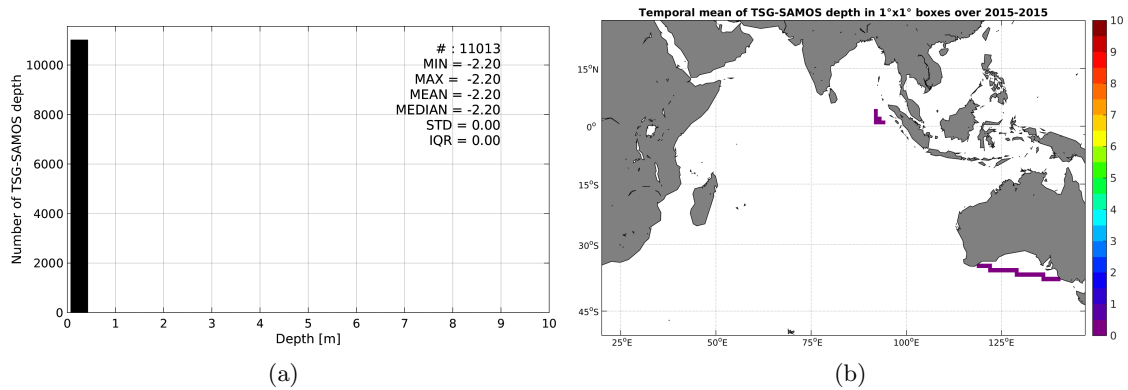 10000
8000
6000
4000
2000
0
Number of TSG-SAMOS depth
# : 11013
MIN = -2.20
MAX = -2.20
MEAN = -2.20
MEDIAN = -2.20
STD = 0.00
IQR = 0.00
0 1 2 3 4 5 6 7 8 9 10
Depth [m]
(a)
Temporal mean of TSG-SAMOS depth in 1°x1° boxes over 2015-2015
15°N
0°
15°S
30°S
45°S
25°E 50°E 75°E 100°E 125°E
10
9
8
7
6
5
4
3
2
1
0
(b)